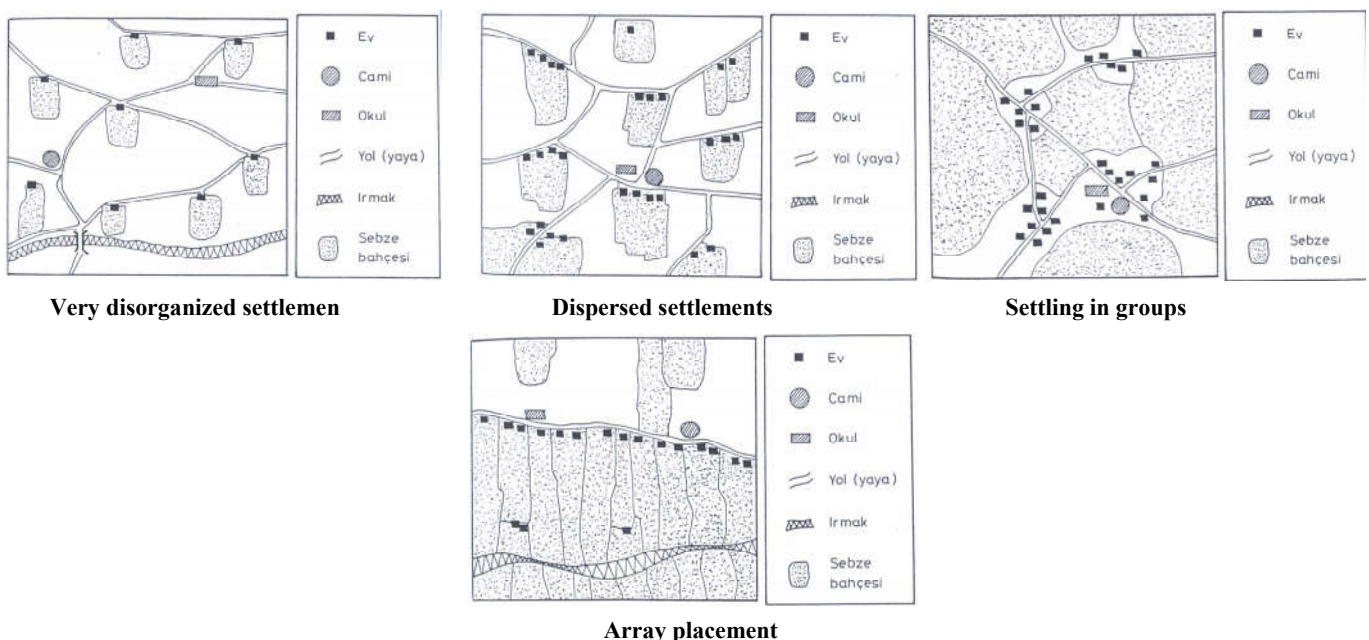 Ev
Cami
Okul
Yol (yaya)
Irmak
Sebze
bahçesi
Very disorganized settlemen
Ev
Cami
Okul
Yol (yaya)
Irmak
Sebze
bahçesi
Dispersed settlements
Ev
Cami
Okul
Yol (yaya)
Irmak
Sebze
bahçesi
Settling in groups
Ev
Cami
Okul
Yol (yaya)
Irmak
Sebze
bahçesi
Array placement